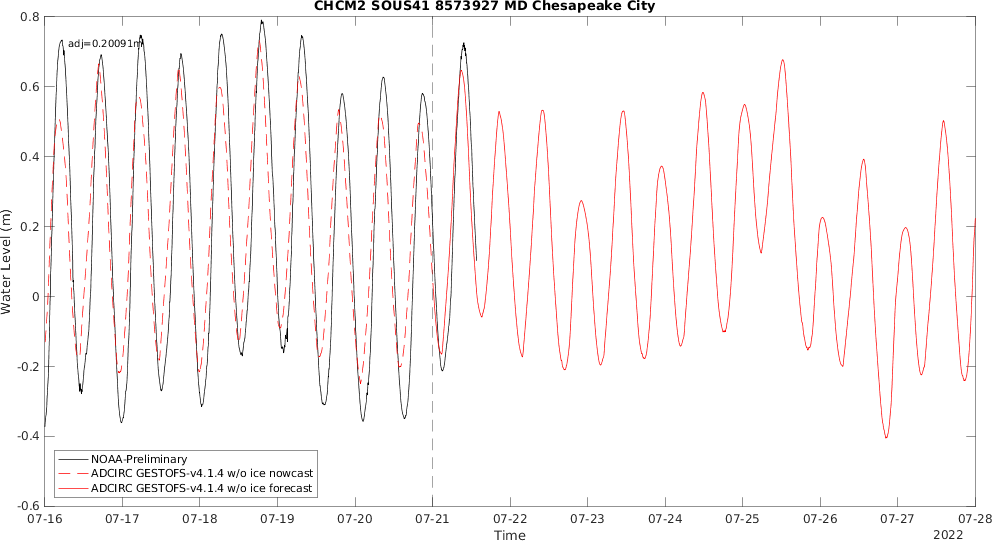 CHCM2 SOUS41 8573927 MD Chesapeake City
adj=0.20091m
Water Level (m)
0.8
0.6
0.4
0.2
0
-0.2
-0.4
-0.6
NOAA-Preliminary
ADCIRC GESTOFS-v4.1.4 w/o ice nowcast
ADCIRC GESTOFS-v4.1.4 w/o ice forecast
07-16 07-17 07-18 07-19 07-20 07-21 07-22 07-23 07-24 07-25 07-26 07-27 07-28
Time
2022